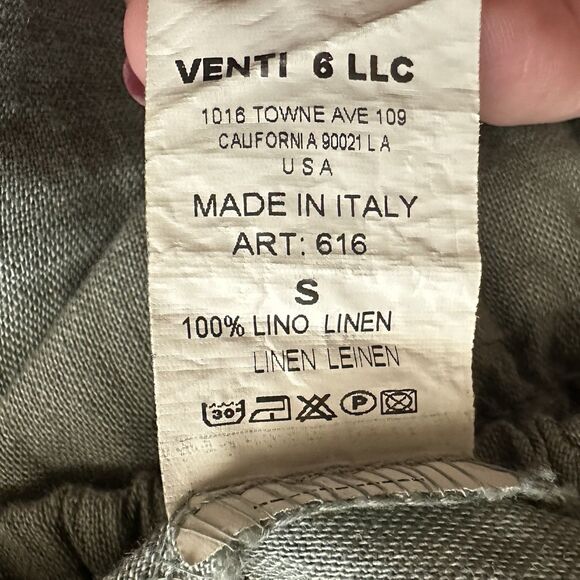 VENTI 6 LLC
1016 TOWNE AVE 109
CALIFORNIA 90021 L A
U S A
MADE IN ITALY
ART: 616
S
100% LINO LINEN
LINEN LEINEN
30° P